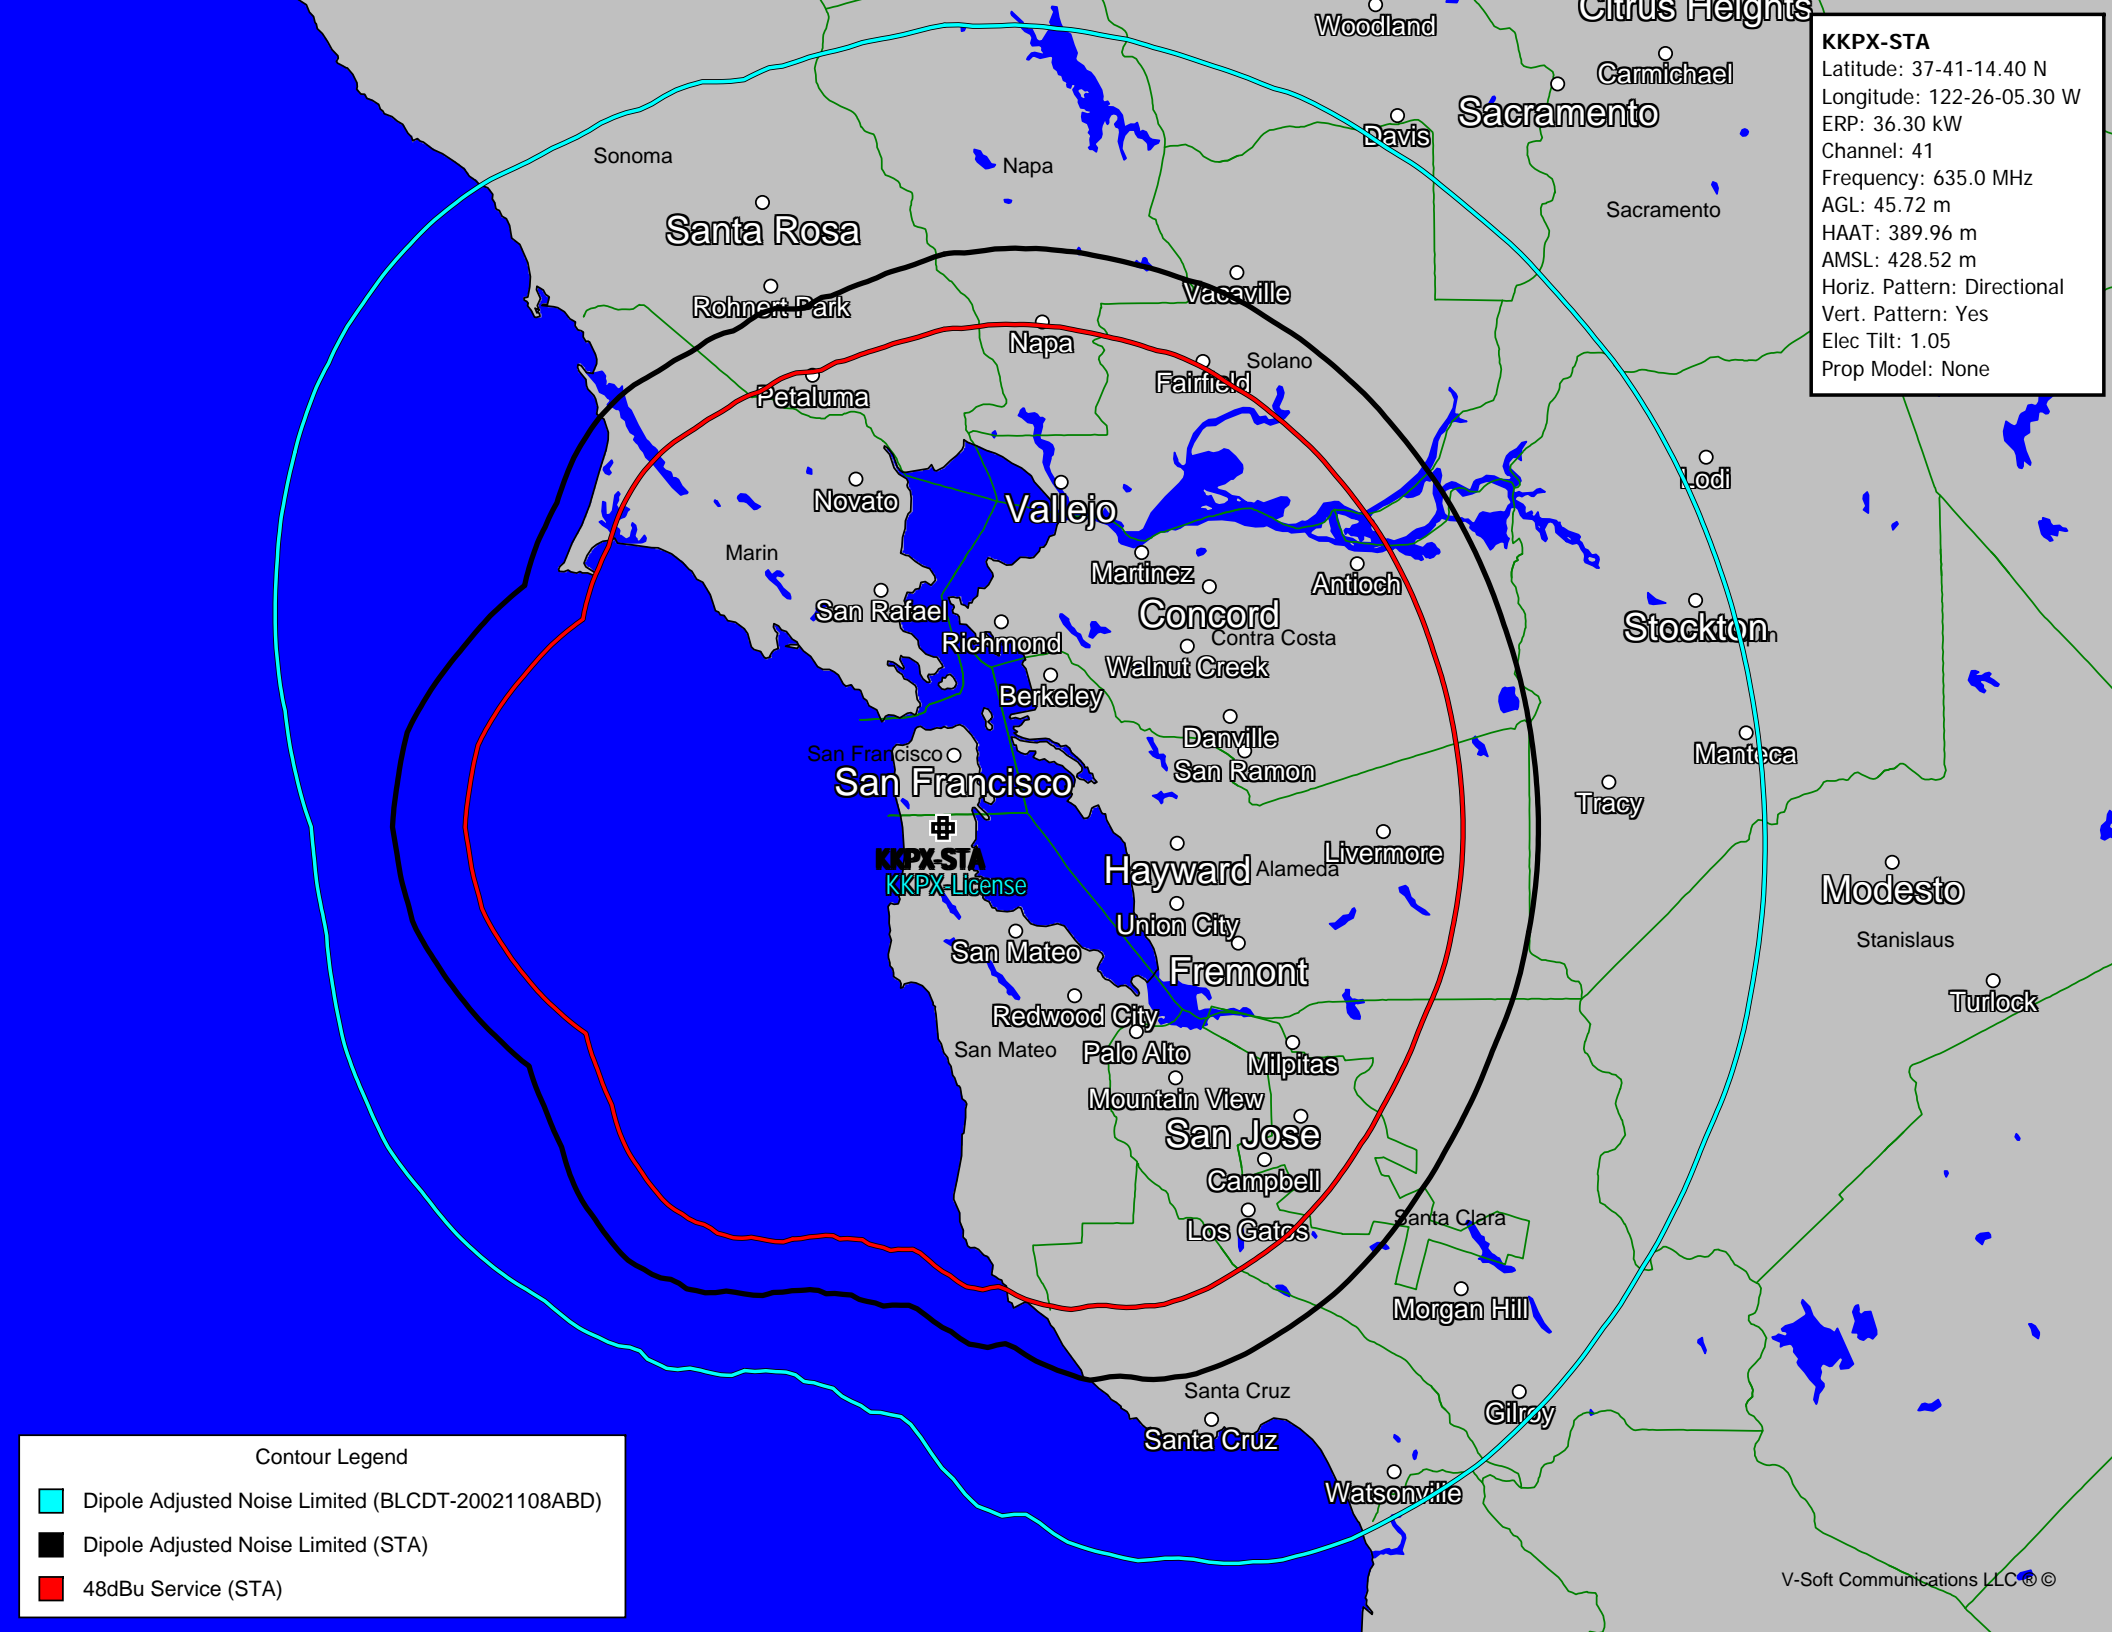 Citrus Heights
Woodland
KKPX-STA
Latitude: 37-41-14.40 N
Longitude: 122-26-05.30 W
ERP: 36.30 kW
Channel: 41
Frequency: 635.0 MHz
AGL: 45.72 m
HAAT: 389.96 m
AMSL: 428.52 m
Horiz. Pattern: Directional
Vert. Pattern: Yes
Elec Tilt: 1.05
Prop Model: None
Carmichael
Sacramento
Davis
Sonoma
Napa
Sacramento
Santa Rosa
Vacaville
Rohnert Park
Napa
Solano
Fairfield
Petaluma
Lodi
Novato
Vallejo
Marin
Martinez
Antioch
San Rafael
Concord
Stockton
n
Richmond
Contra Costa
Walnut Creek
Berkeley
Danville
San Francisco
Manteca
San Ramon
San Francisco
Tracy
KKPX-STA
Livermore
Hayward
Alameda
KKPX-License
Modesto
Union City
Stanislaus
San Mateo
Fremont
Turlock
Redwood City
San Mateo
Palo Alto
Milpitas
Mountain View
San Jose
Campbell
Santa Clara
Los Gatos
Morgan Hill
Santa Cruz
Gilroy
Santa Cruz
Watsonville
Contour Legend
Dipole Adjusted Noise Limited (BLCDT-20021108ABD)
Dipole Adjusted Noise Limited (STA)
48dBu Service (STA)
V-Soft Communications LLC ® ©